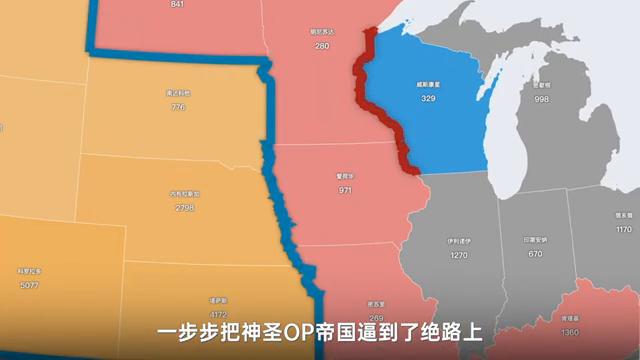 841
明尼苏达
280
南达科他
776
威斯康星
329
密歇根
998
爱荷华
971
内布拉斯加
2798
俄亥俄
1170
伊利诺伊
1270
印第安纳
670
科罗拉多
5077
堪萨斯
4172
密苏里
269
肯塔基
1360
一步步把神圣OP帝国逼到了绝路上